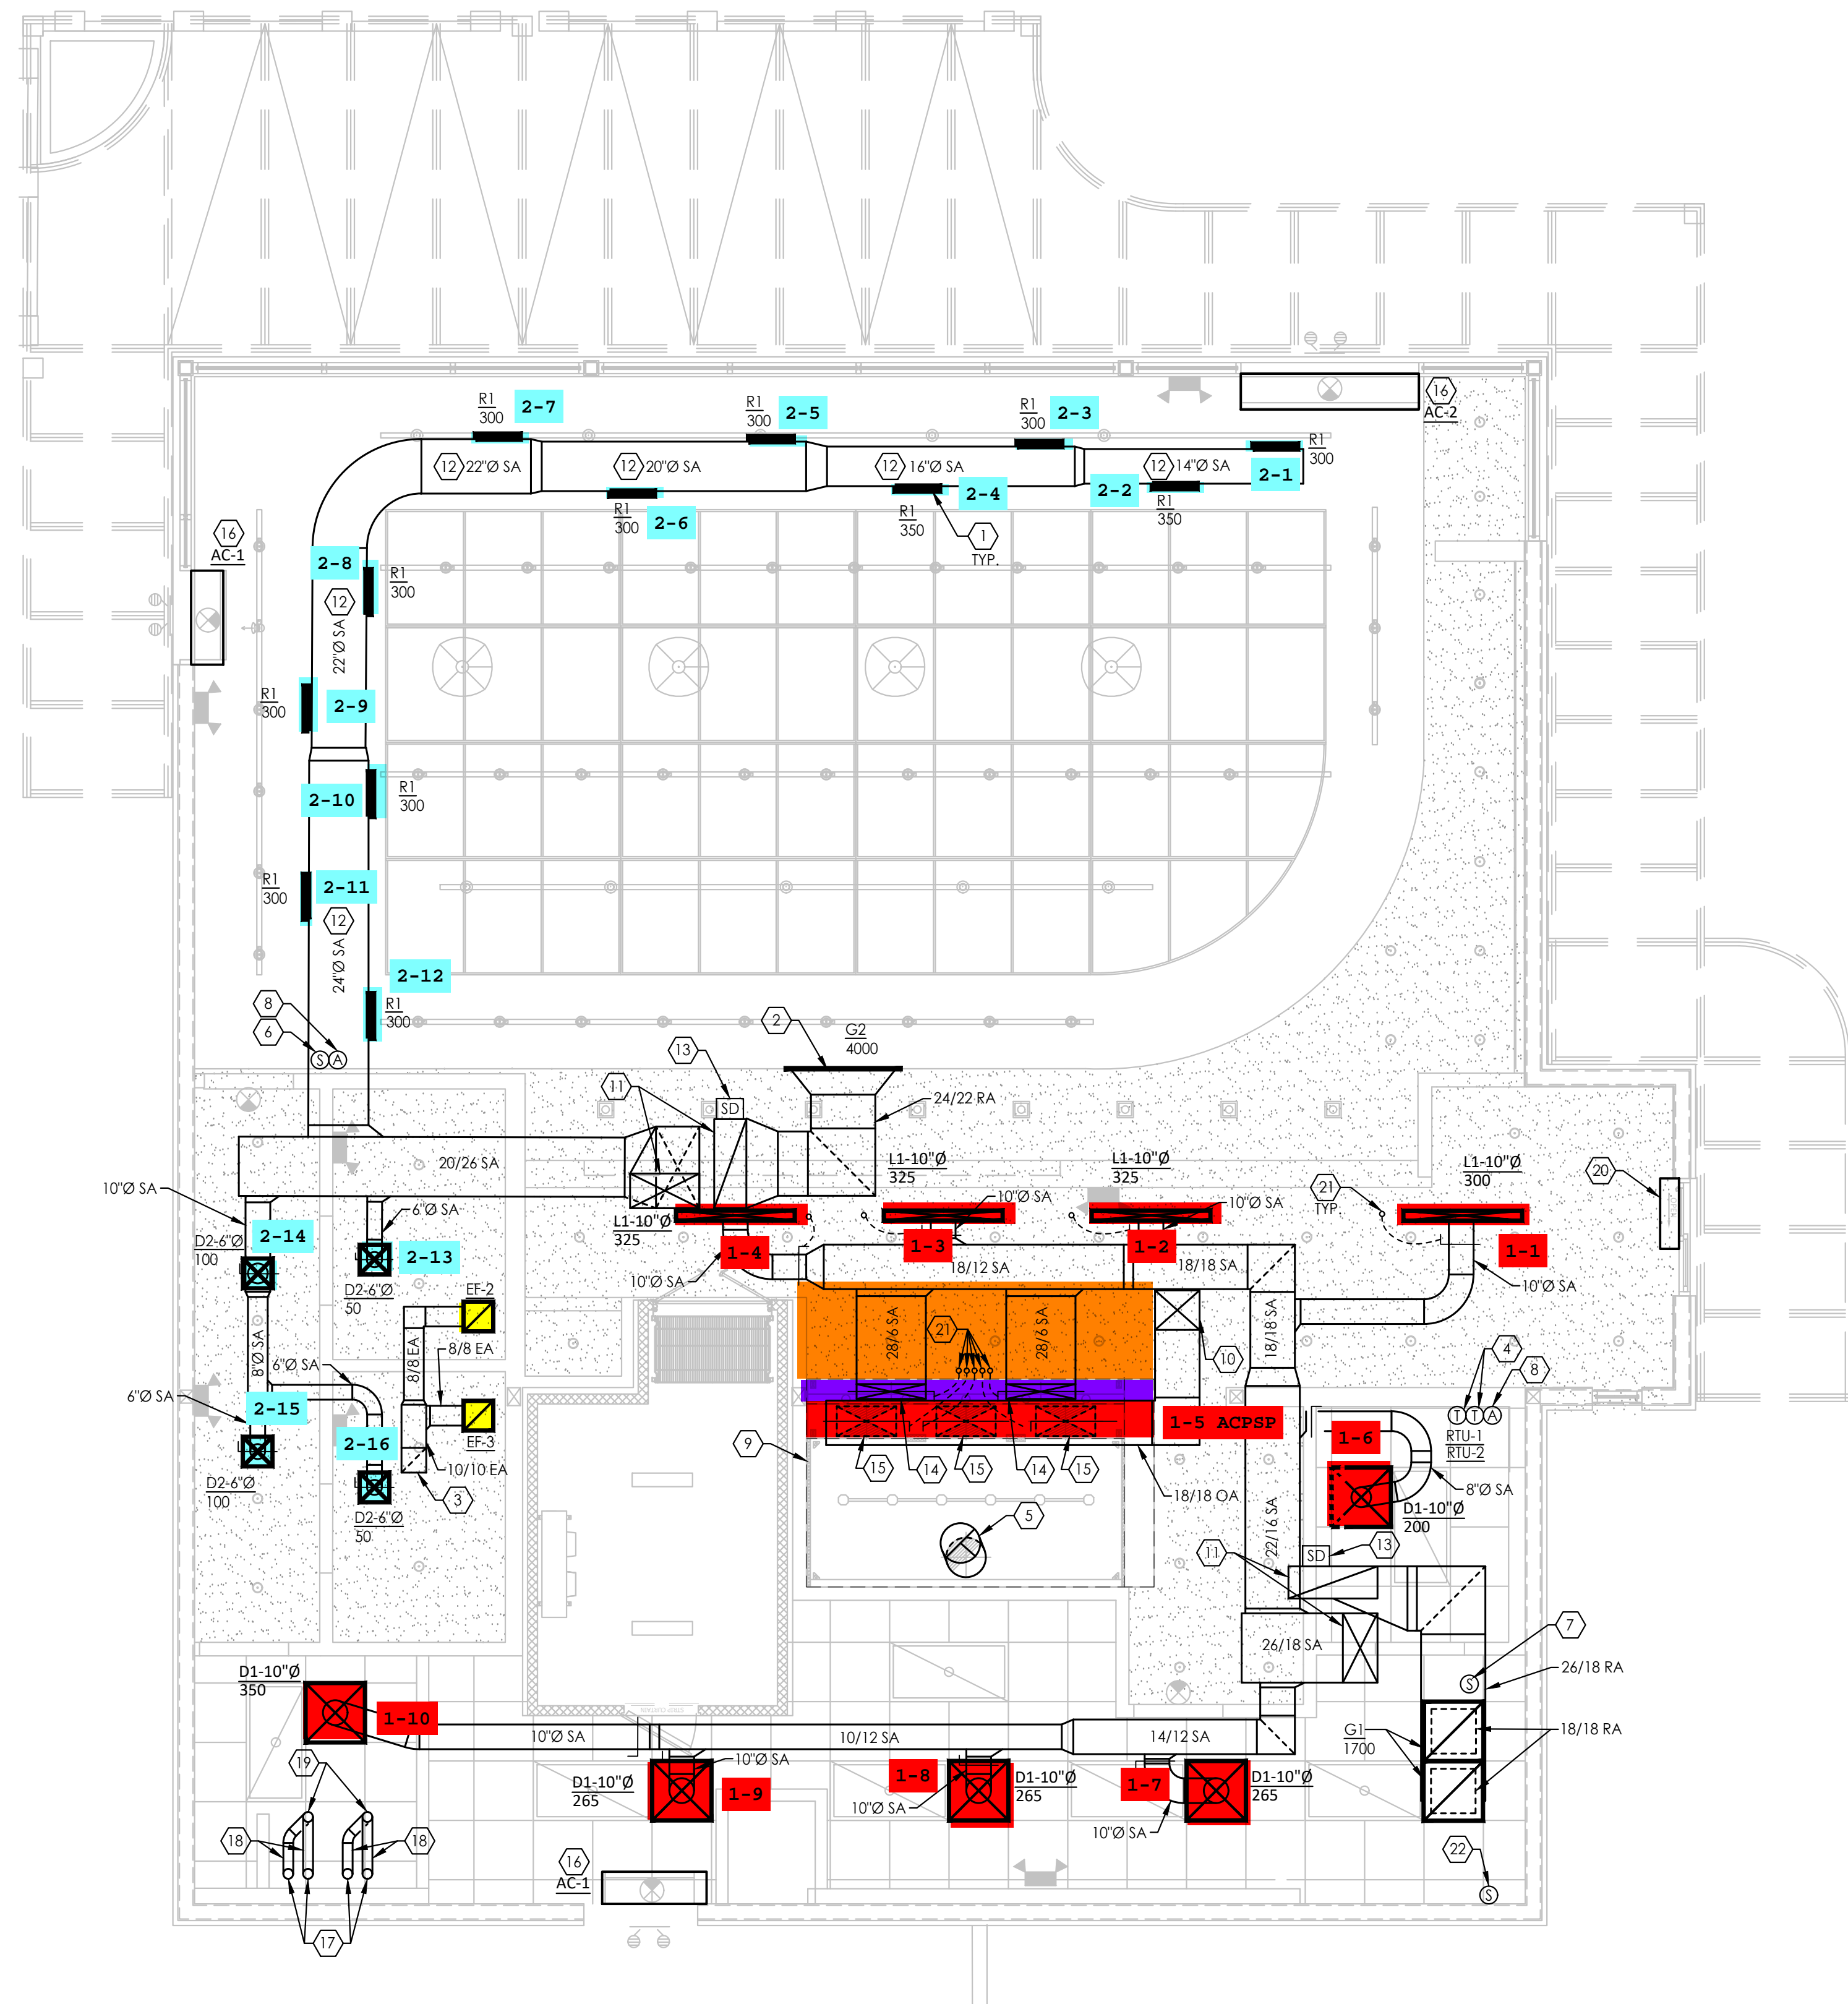 16
AC-2
R1
300
2-7
R1
300
2-5
R1
300
2-3
R1
300
2-1
12 22"Ø SA
12 20"Ø SA
12 16"Ø SA
12 14"Ø SA
R1
300
2-6
R1
350
2-4
2-2
R1
350
1
TYP.
16
AC-1
2-8
R1
300
12
22"Ø SA
R1
300
2-9
2-10
R1
300
R1
300
2-11
12
24"Ø SA
2-12
R1
300
8
6
S A
2
G2
4000
13
11
SD
24/22 RA
20/26 SA
10"Ø SA
6"Ø SA
L1-10"Ø
325
L1-10"Ø
325
L1-10"Ø
300
20
21
TYP.
10"Ø SA
10"Ø SA
L1-10"Ø
325
1-4
1-3
1-2
1-1
10"Ø SA
18/12 SA
18/18 SA
10"Ø SA
2-14
D2-6"Ø
100
2-13
D2-6"Ø
50
EF-2
8/8 EA
8/8 EA
8"Ø SA
6"Ø SA
6"Ø SA
2-15
2-16
EF-3
10/10 EA
3
D2-6"Ø
100
D2-6"Ø
50
28/6 SA
21
28/6 SA
18/18 SA
10
4
8
T T A
RTU-1
RTU-2
1-5 ACPSP
1-6
9
15
14
15
14
15
18/18 OA
8"Ø SA
D1-10"Ø
200
5
22/16 SA
11
SD
13
26/18 SA
7
S
26/18 RA
D1-10"Ø
350
1-10
10"Ø SA
10/12 SA
14/12 SA
G1
1700
18/18 RA
10"Ø SA
D1-10"Ø
265
1-9
1-8
10"Ø SA
D1-10"Ø
265
1-7
10"Ø SA
D1-10"Ø
265
19
18
18
17
16
AC-1
22
S